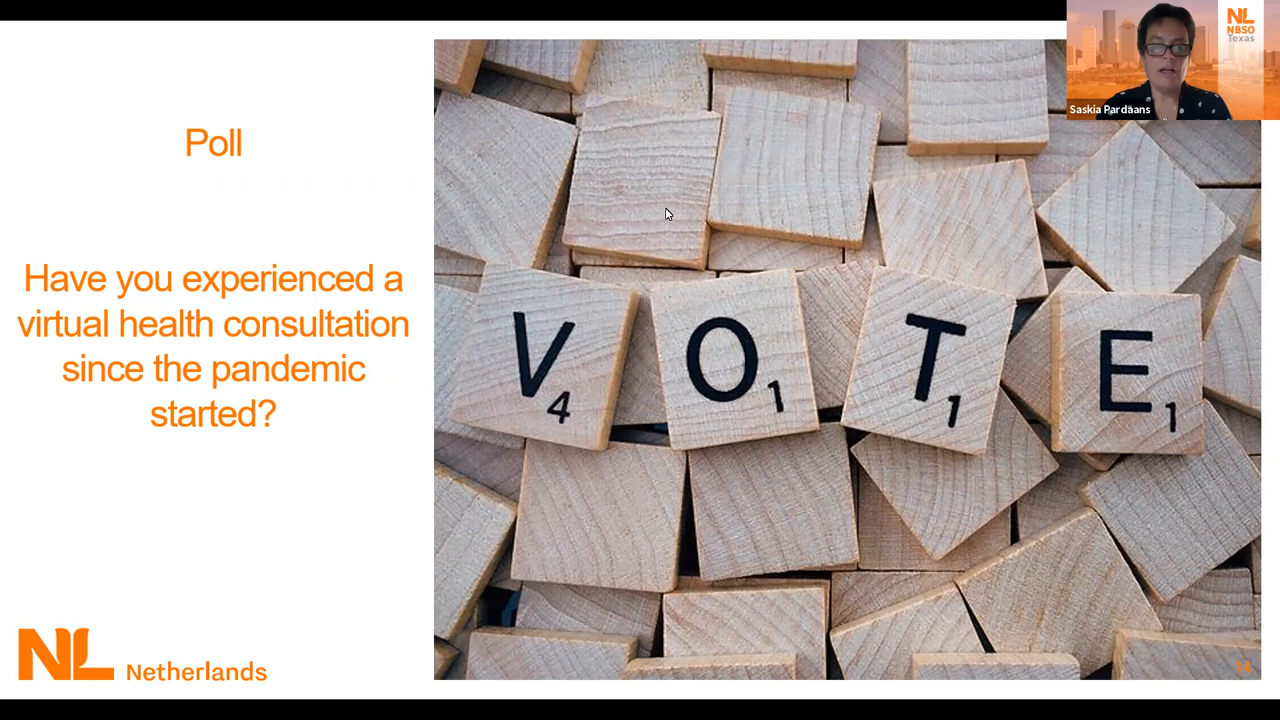 Poll
Have you experienced a
virtual health consultation
since the pandemic
started?
V4 O1 T1 E1
NL Netherlands
NL
NBSO
Texas
Saskia Pardaans
14